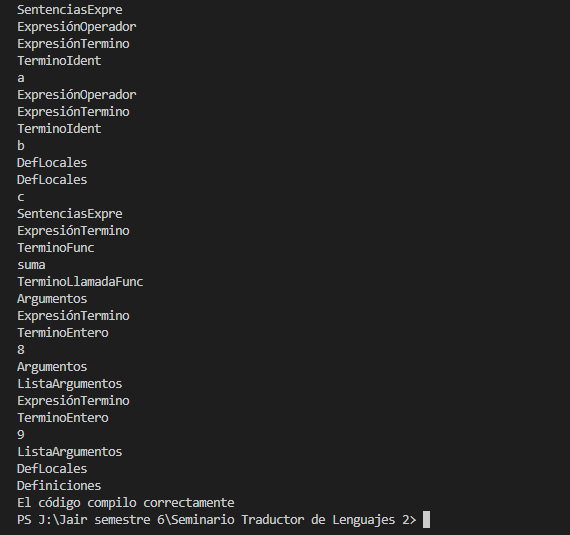 SentenciasExpre
ExpresiónOperador
ExpresiónTermino
TerminoIdent
a
ExpresiónOperador
ExpresiónTermino
TerminoIdent
b
DefLocales
DefLocales
c
SentenciasExpre
ExpresiónTermino
TerminoFunc
suma
TerminoLlamadaFunc
Argumentos
ExpresiónTermino
TerminoEntero
8
Argumentos
ListaArgumentos
ExpresiónTermino
TerminoEntero
9
ListaArgumentos
DefLocales
Definiciones
El código compilo correctamente
PS J:\Jair semestre 6\Seminario Traductor de Lenguajes 2>